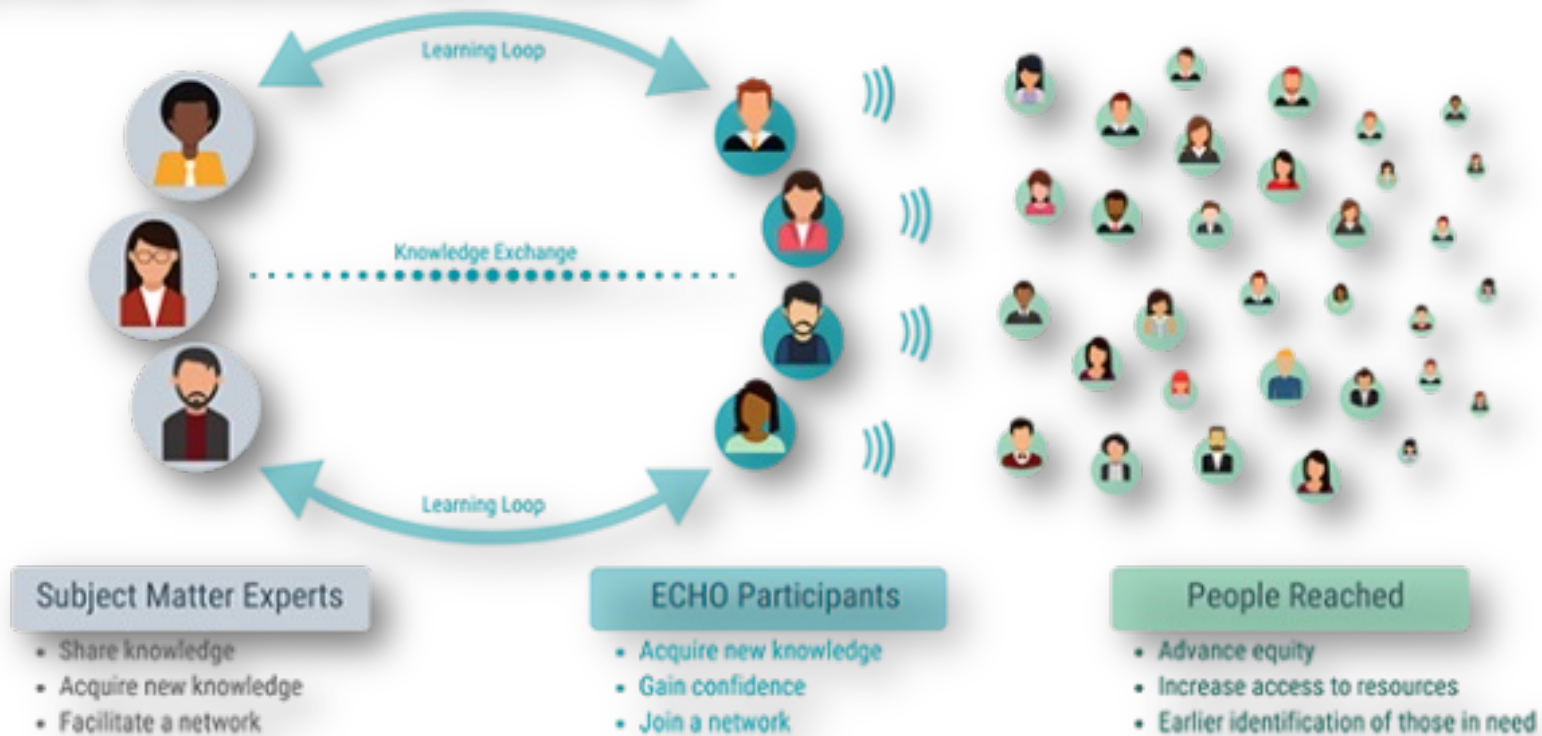 Learning Loop
Knowledge Exchange
Learning Loop
Subject Matter Experts
• Share knowledge
• Acquire new knowledge
• Facilitate a network
ECHO Participants
• Acquire new knowledge
• Gain confidence
• Join a network
People Reached
• Advance equity
• Increase access to resources
• Earlier identification of those in need